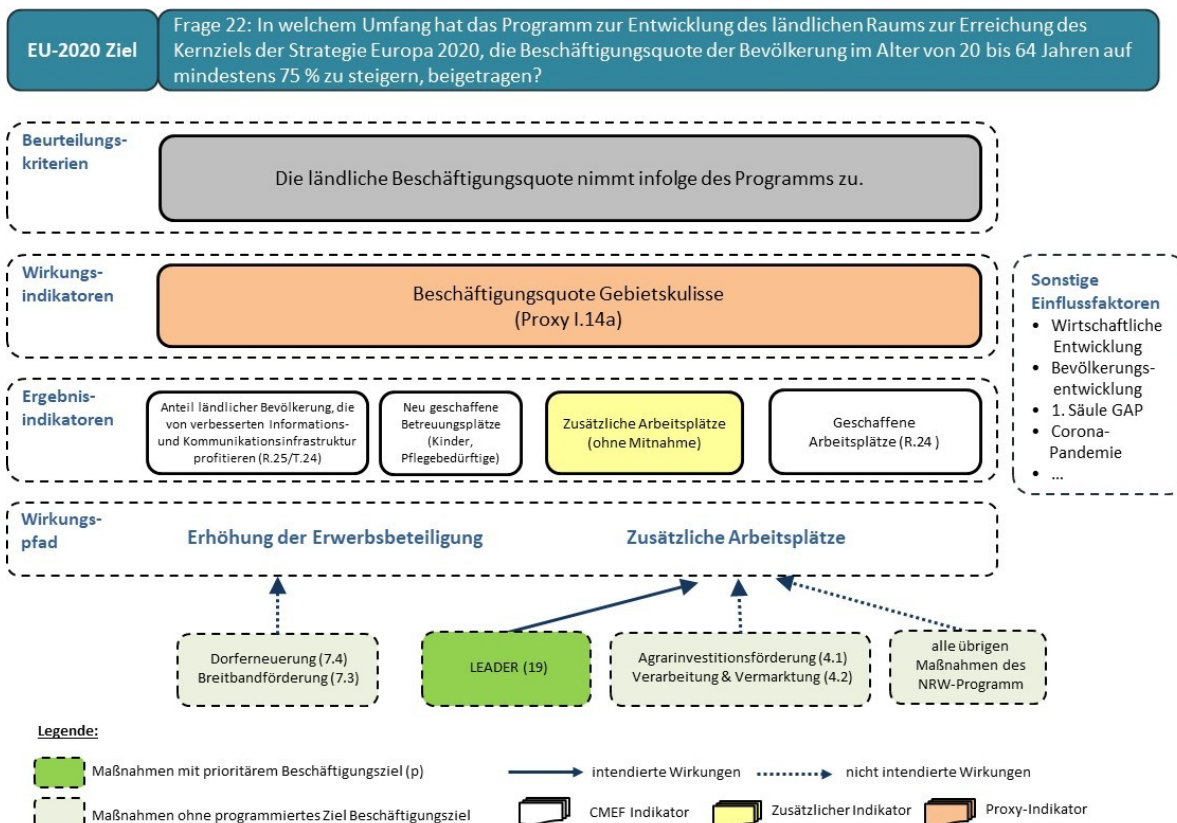 EU-2020 Ziel
Frage 22: In welchem Umfang hat das Programm zur Entwicklung des ländlichen Raums zur Erreichung des
Kernziels der Strategie Europa 2020, die Beschäftigungsquote der Bevölkerung im Alter von 20 bis 64 Jahren auf
mindestens 75 % zu steigern, beigetragen?
Beurteilungs-
kriterien
Die ländliche Beschäftigungsquote nimmt infolge des Programms zu.
Wirkungs-
indikatoren
Beschäftigungsquote Gebietskulisse
(Proxy I.14a)
Sonstige
Einflussfaktoren
• Wirtschaftliche
Entwicklung
• Bevölkerungs-
entwicklung
• 1. Säule GAP
• Corona-
Pandemie
• ...
Ergebnis-
indikatoren
Anteil ländlicher Bevölkerung, die
von verbesserten Informations-
und Kommunikationsinfrastruktur
profitieren (R.25/T.24)
Neu geschaffene
Betreuungsplätze
(Kinder,
Pflegebedürftige)
Zusätzliche Arbeitsplätze
(ohne Mitnahme)
Geschaffene
Arbeitsplätze (R.24 )
Wirkungs-
pfad
Erhöhung der Erwerbsbeteiligung
Zusätzliche Arbeitsplätze
Dorferneuerung (7.4)
Breitbandförderung (7.3)
LEADER (19)
Agrarinvestitionsförderung (4.1)
Verarbeitung & Vermarktung (4.2)
alle übrigen
Maßnahmen des
NRW-Programm
Legende:
Maßnahmen mit prioritärem Beschäftigungsziel (p)
intendierte Wirkungen
nicht intendierte Wirkungen
Maßnahmen ohne programmiertes Ziel Beschäftigungsziel
CMEF Indikator
Zusätzlicher Indikator
Proxy-Indikator